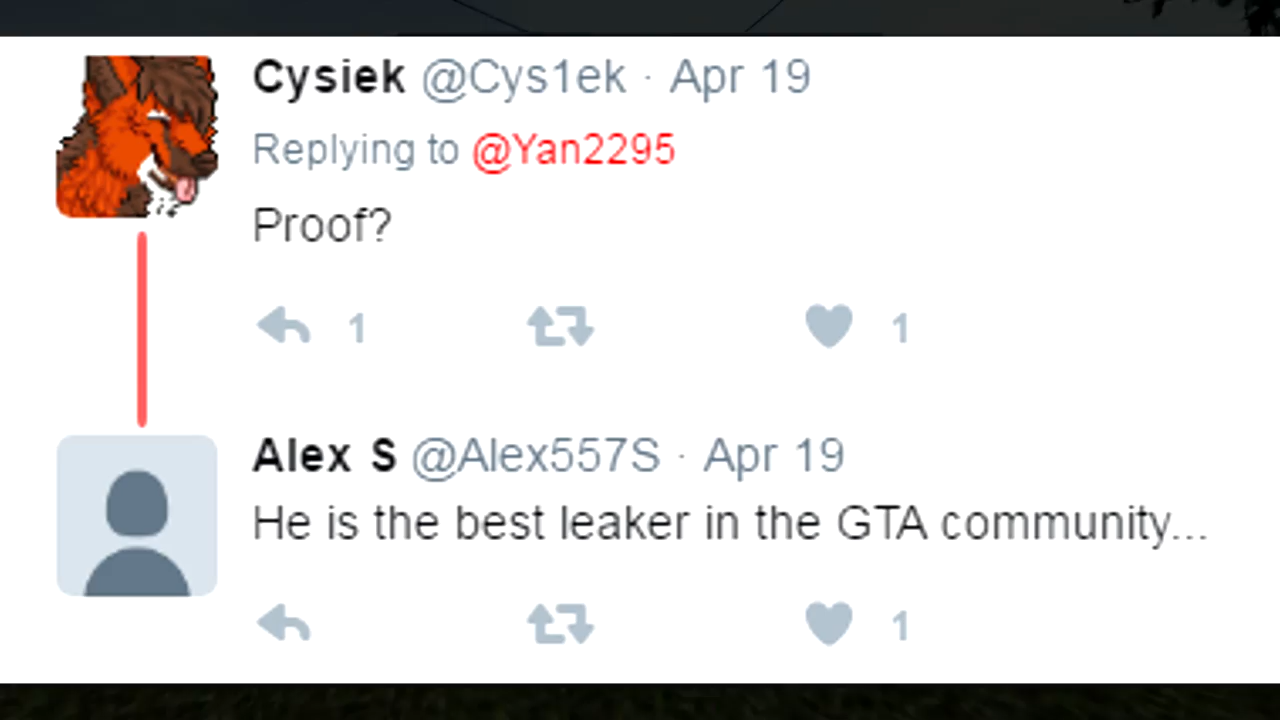 Cysiek @Cys1ek · Apr 19
Replying to @Yan2295
Proof?
1 1
Alex S @Alex557S · Apr 19
He is the best leaker in the GTA community...
1